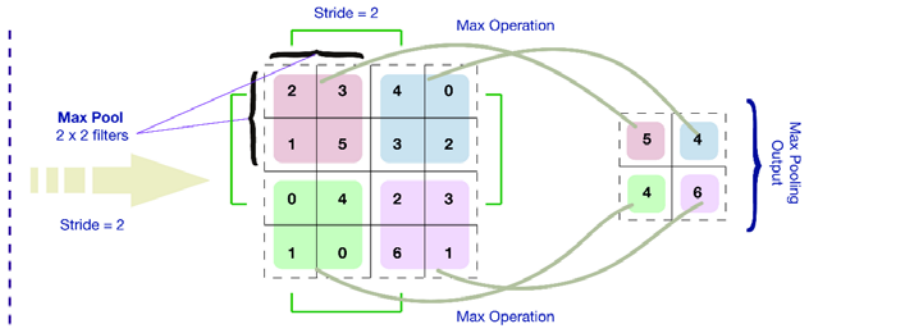 Stride = 2
Max Operation
Max Pool
2 x 2 filters
2 3 4 0
1 5 3 2
0 4 2 3
1 0 6 1
Stride = 2
5 4
4 6
Max Pooling
Output
Max Operation